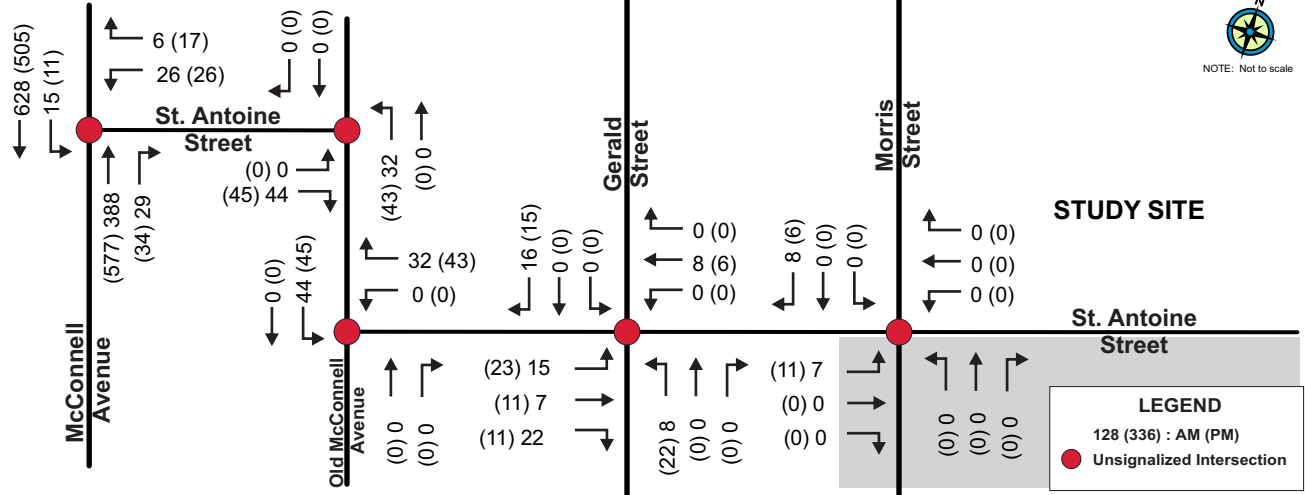 N
NOTE: Not to scale
628 (505)
15 (11)
6 (17)
26 (26)
0 (0)
0 (0)
St. Antoine
Street
(577) 388
(34) 29
(0) 0
(45) 44
(43) 32
(0) 0
McConnell
Avenue
0 (0)
44 (45)
32 (43)
0 (0)
Old McConnell
Avenue
(0) 0
(0) 0
Gerald
Street
16 (15)
0 (0)
0 (0)
0 (0)
8 (6)
0 (0)
(23) 15
(11) 7
(11) 22
(22) 8
(0) 0
(0) 0
Morris
Street
8 (6)
0 (0)
0 (0)
0 (0)
0 (0)
0 (0)
(11) 7
(0) 0
(0) 0
(0) 0
(0) 0
(0) 0
STUDY SITE
St. Antoine
Street
LEGEND
128 (336) : AM (PM)
Unsignalized Intersection